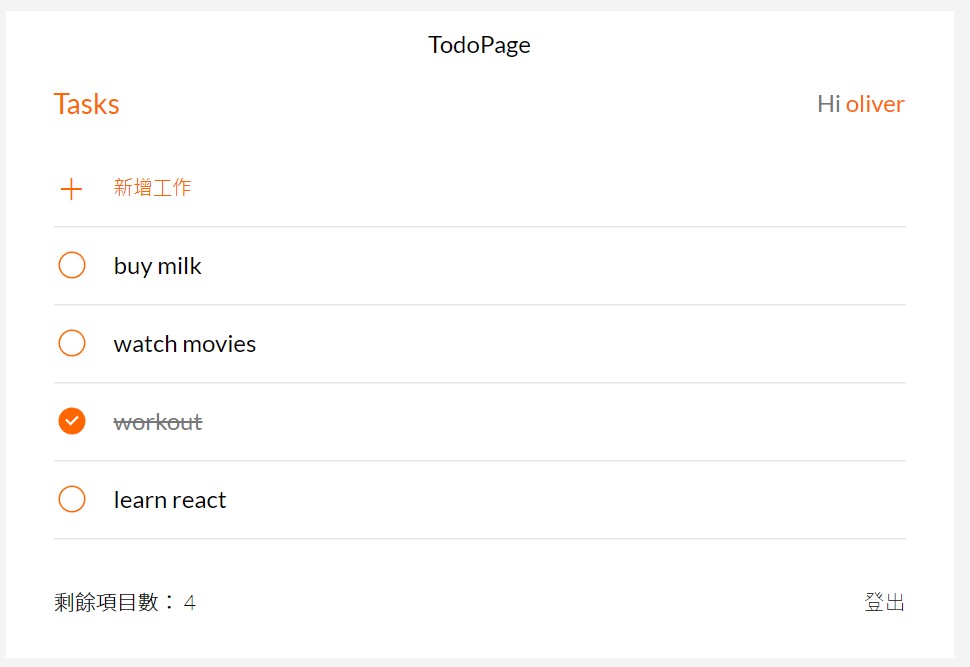 TodoPage
Tasks
Hi oliver
新增工作
buy milk
watch movies
workout
learn react
剩餘項目數： 4
登出